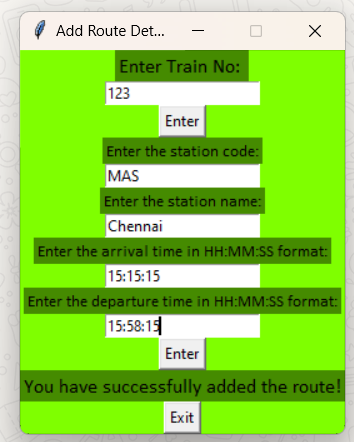 Add Route Det...
Enter Train No:
123
Enter
Enter the station code:
MAS
Enter the station name:
Chennai
Enter the arrival time in HH:MM:SS format:
15:15:15
Enter the departure time in HH:MM:SS format:
15:58:15
Enter
You have successfully added the route!
Exit